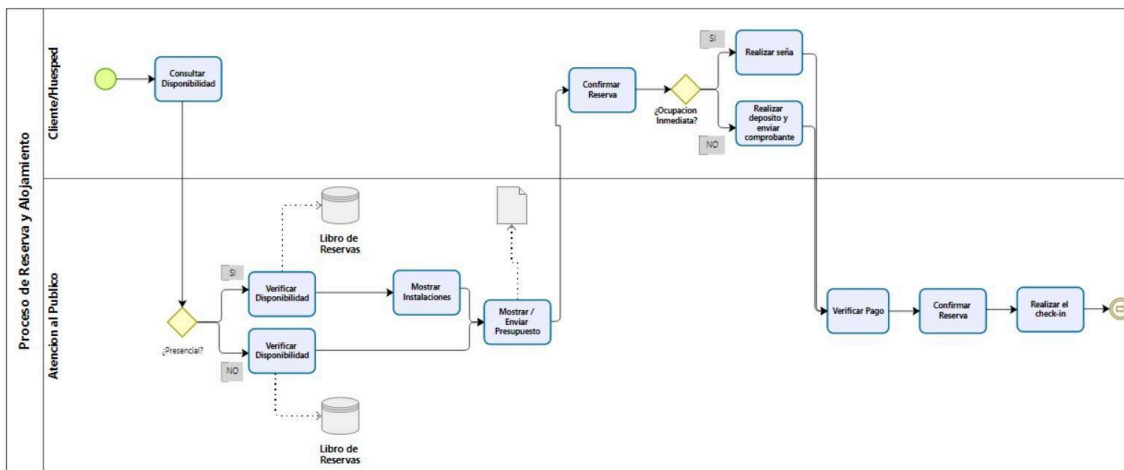 Proceso de Reserva y Alojamiento
Cliente/Huesped
Consultar
Disponibilidad
Confirmar
Reserva
¿Ocupacion
Inmediata?
SI
Realizar seña
NO
Realizar
deposito y
enviar
comprobante
Atencion al Publico
¿Presencial?
SI
Verificar
Disponibilidad
Libro de
Reservas
Mostrar
Instalaciones
NO
Verificar
Disponibilidad
Libro de
Reservas
Mostrar /
Enviar
Presupuesto
Verificar Pago
Confirmar
Reserva
Realizar el
check-in